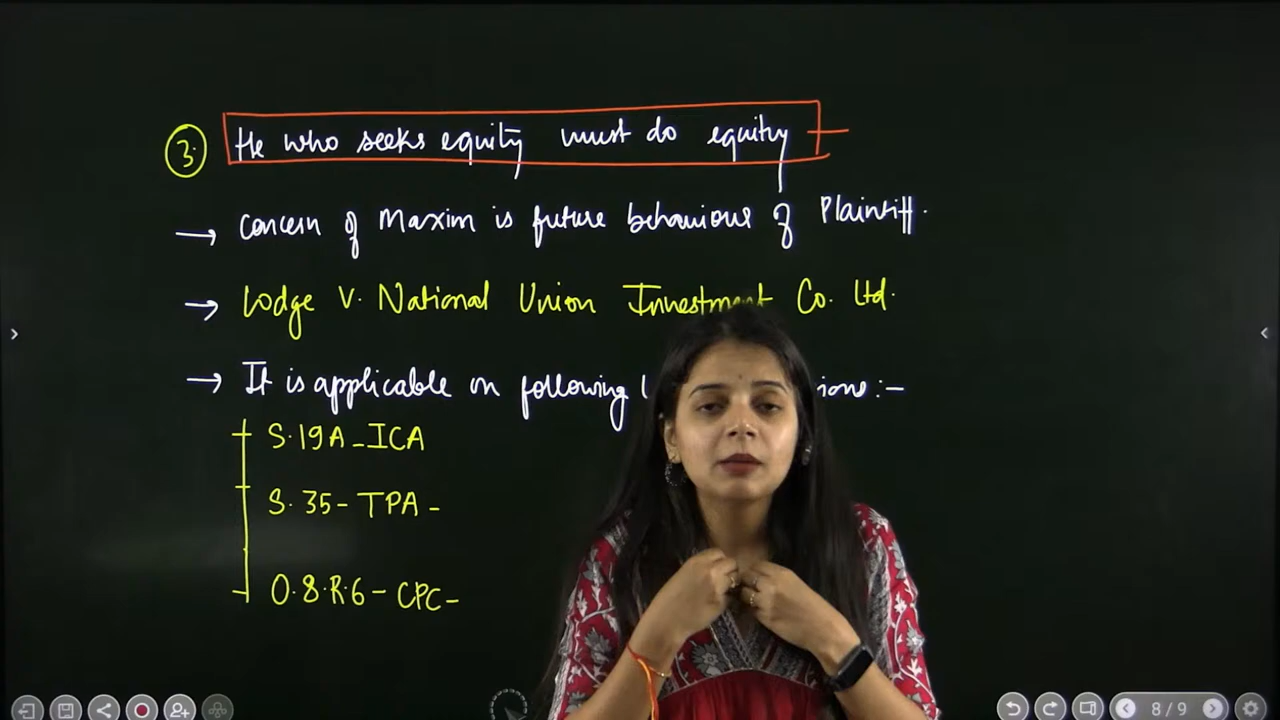 3. He who seeks equity must do equity
→ Concern of Maxim is future behaviour of Plaintiff.
→ Lodge V. National Union Investment Co. Ltd.
→ It is applicable on following :-
S.19A-ICA
S.35-TPA-
O.8.R.6-CPC-
8/9